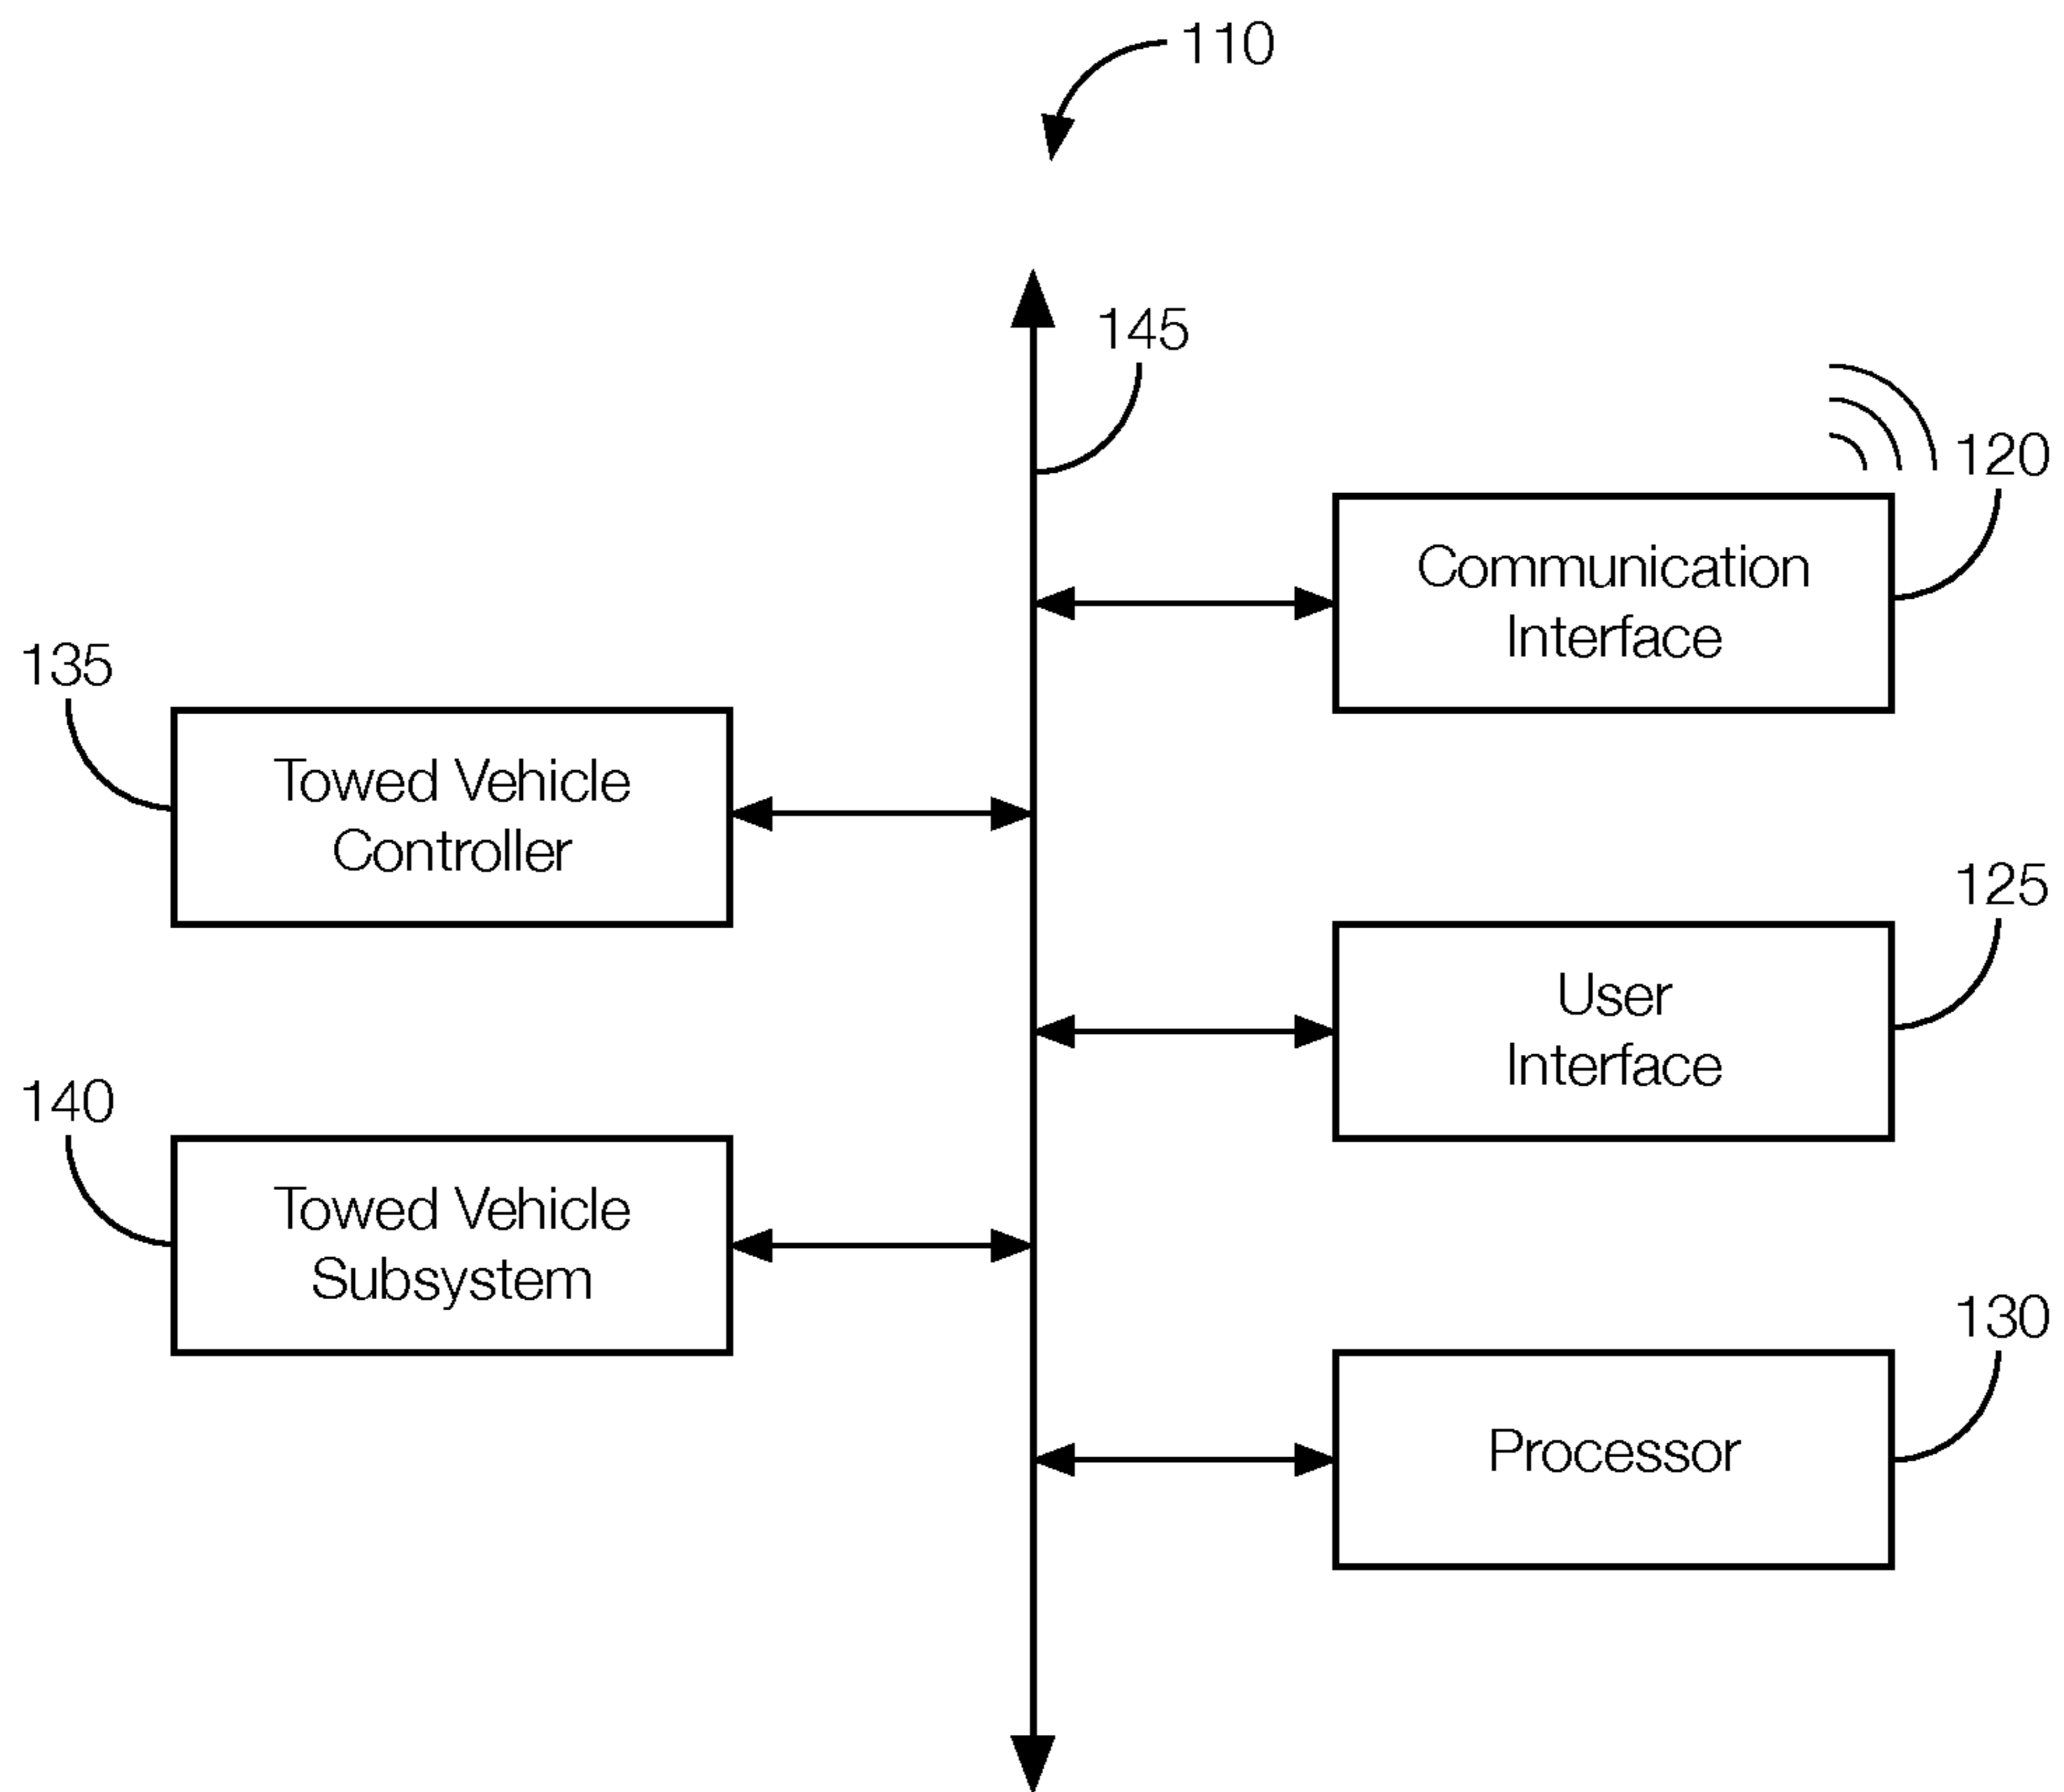 110
145
120
Communication
Interface
135
Towed Vehicle
Controller
125
User
Interface
140
Towed Vehicle
Subsystem
130
Processor